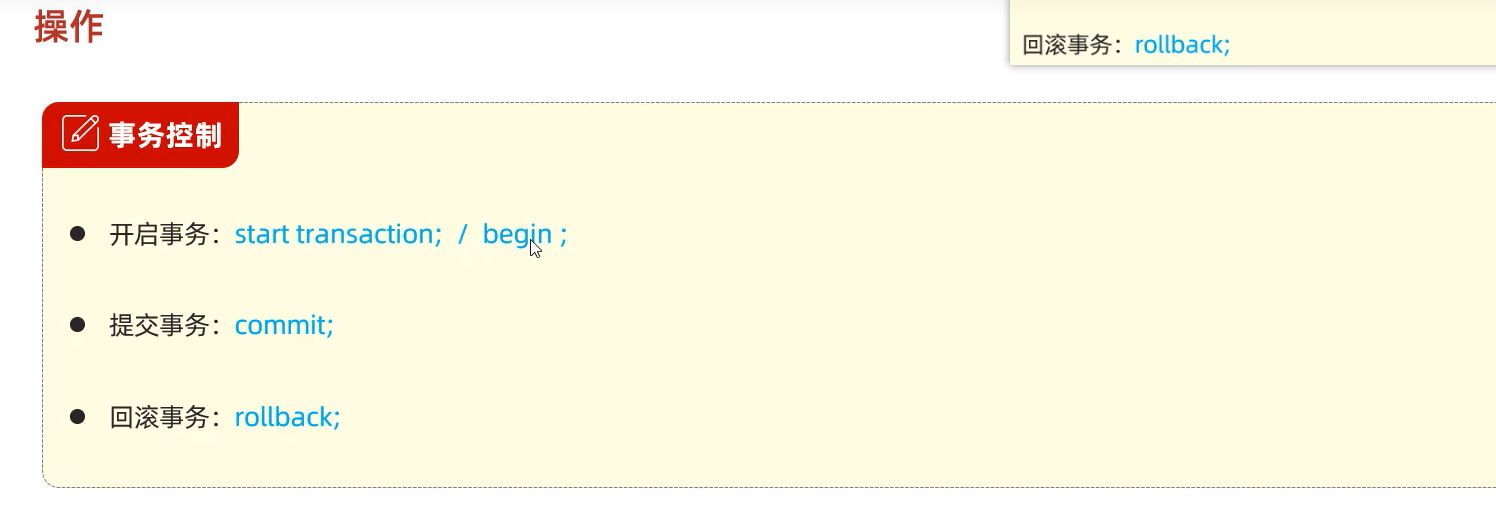 操作
回滚事务：rollback;
事务控制
开启事务：start transaction; / begin ;
提交事务：commit;
回滚事务：rollback;